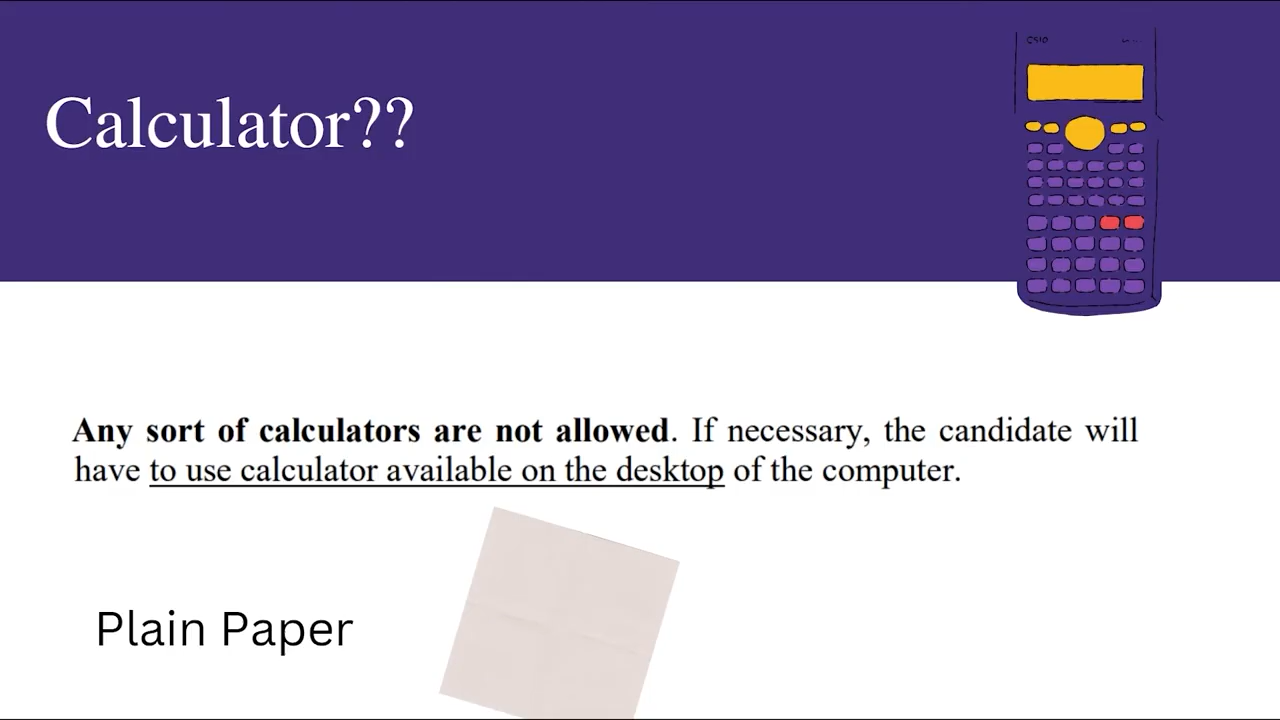 Calculator??
Any sort of calculators are not allowed. If necessary, the candidate will
have to use calculator available on the desktop of the computer.
Plain Paper